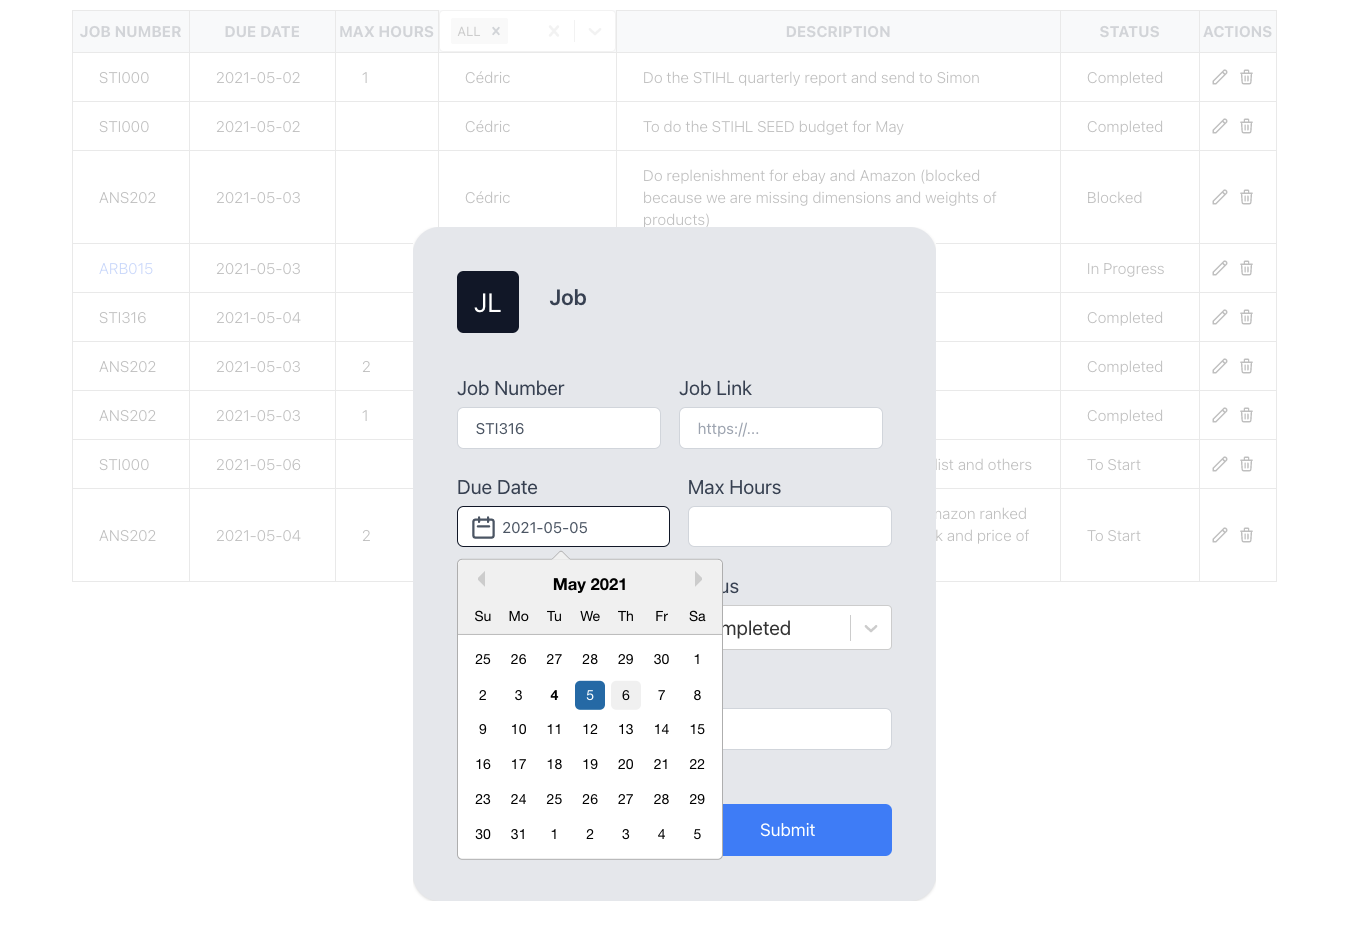 JOB NUMBER DUE DATE MAX HOURS ALL DESCRIPTION STATUS ACTIONS
STI000 2021-05-02 1 Cédric Do the STIHL quarterly report and send to Simon Completed
STI000 2021-05-02 Cédric To do the STIHL SEED budget for May Completed
Do replenishment for ebay and Amazon (blocked
ANS202 2021-05-03 Cédric because we are missing dimensions and weights of Blocked
products)
ARB015 2021-05-03 In Progress
STI316 2021-05-04 Completed
ANS202 2021-05-03 2 Completed
ANS202 2021-05-03 1 Completed
STI000 2021-05-06 list and others To Start
mazon ranked
ANS202 2021-05-04 2 k and price of To Start
JL Job
Job Number Job Link
STI316 https://...
Due Date Max Hours
2021-05-05
us
mpleted
May 2021
Su Mo Tu We Th Fr Sa
25 26 27 28 29 30 1
2 3 4 5 6 7 8
9 10 11 12 13 14 15
16 17 18 19 20 21 22
23 24 25 26 27 28 29
30 31 1 2 3 4 5
Submit